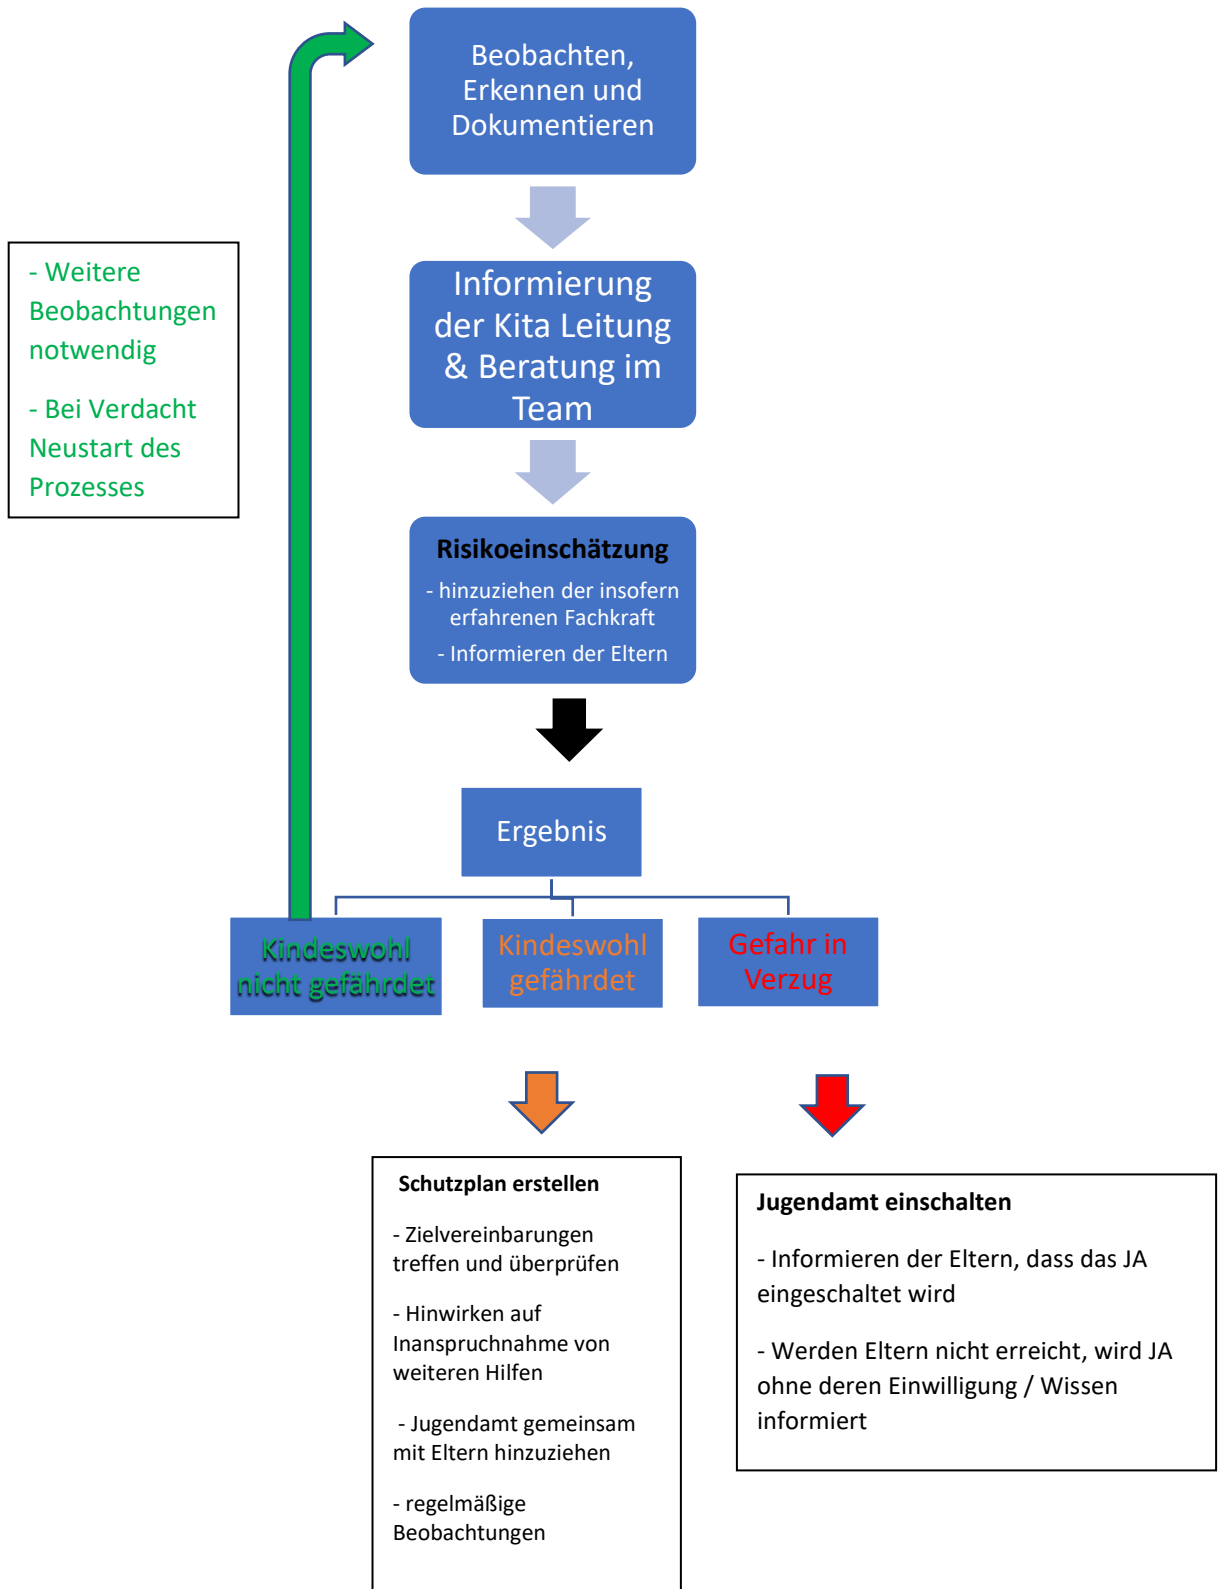 Beobachten,
Erkennen und
Dokumentieren
- Weitere
Beobachtungen
notwendig
- Bei Verdacht
Neustart des
Prozesses
Informierung
der Kita Leitung
& Beratung im
Team
Risikoeinschätzung
- hinzuziehen der insofern
erfahrenen Fachkraft
- Informieren der Eltern
Ergebnis
Kindeswohl
nicht gefährdet
Kindeswohl
gefährdet
Gefahr in
Verzug
Schutzplan erstellen
- Zielvereinbarungen
treffen und überprüfen
- Hinwirken auf
Inanspruchnahme von
weiteren Hilfen
- Jugendamt gemeinsam
mit Eltern hinzuziehen
- regelmäßige
Beobachtungen
Jugendamt einschalten
- Informieren der Eltern, dass das JA
eingeschaltet wird
- Werden Eltern nicht erreicht, wird JA
ohne deren Einwilligung / Wissen
informiert